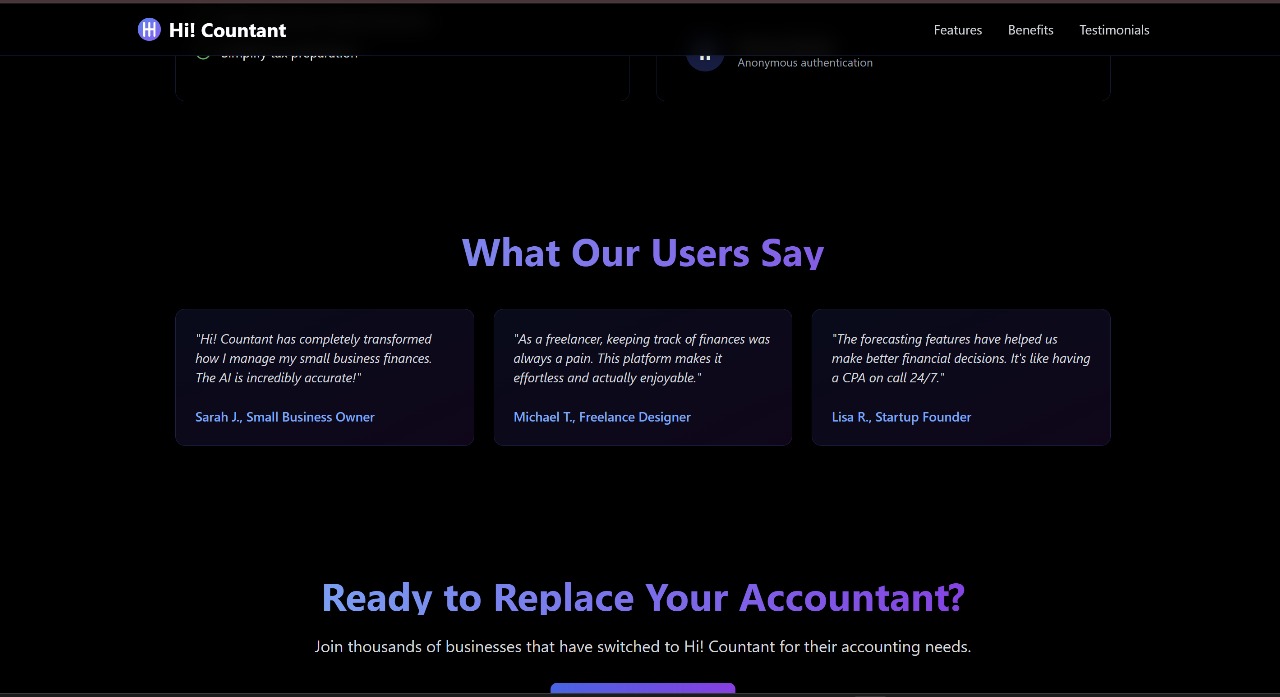 Hi! Countant
Features
Benefits
Testimonials
Simplify tax preparation
Anonymous authentication
What Our Users Say
"Hi! Countant has completely transformed
how I manage my small business finances.
The AI is incredibly accurate!"
Sarah J., Small Business Owner
"As a freelancer, keeping track of finances was
always a pain. This platform makes it
effortless and actually enjoyable."
Michael T., Freelance Designer
"The forecasting features have helped us
make better financial decisions. It's like having
a CPA on call 24/7."
Lisa R., Startup Founder
Ready to Replace Your Accountant?
Join thousands of businesses that have switched to Hi! Countant for their accounting needs.